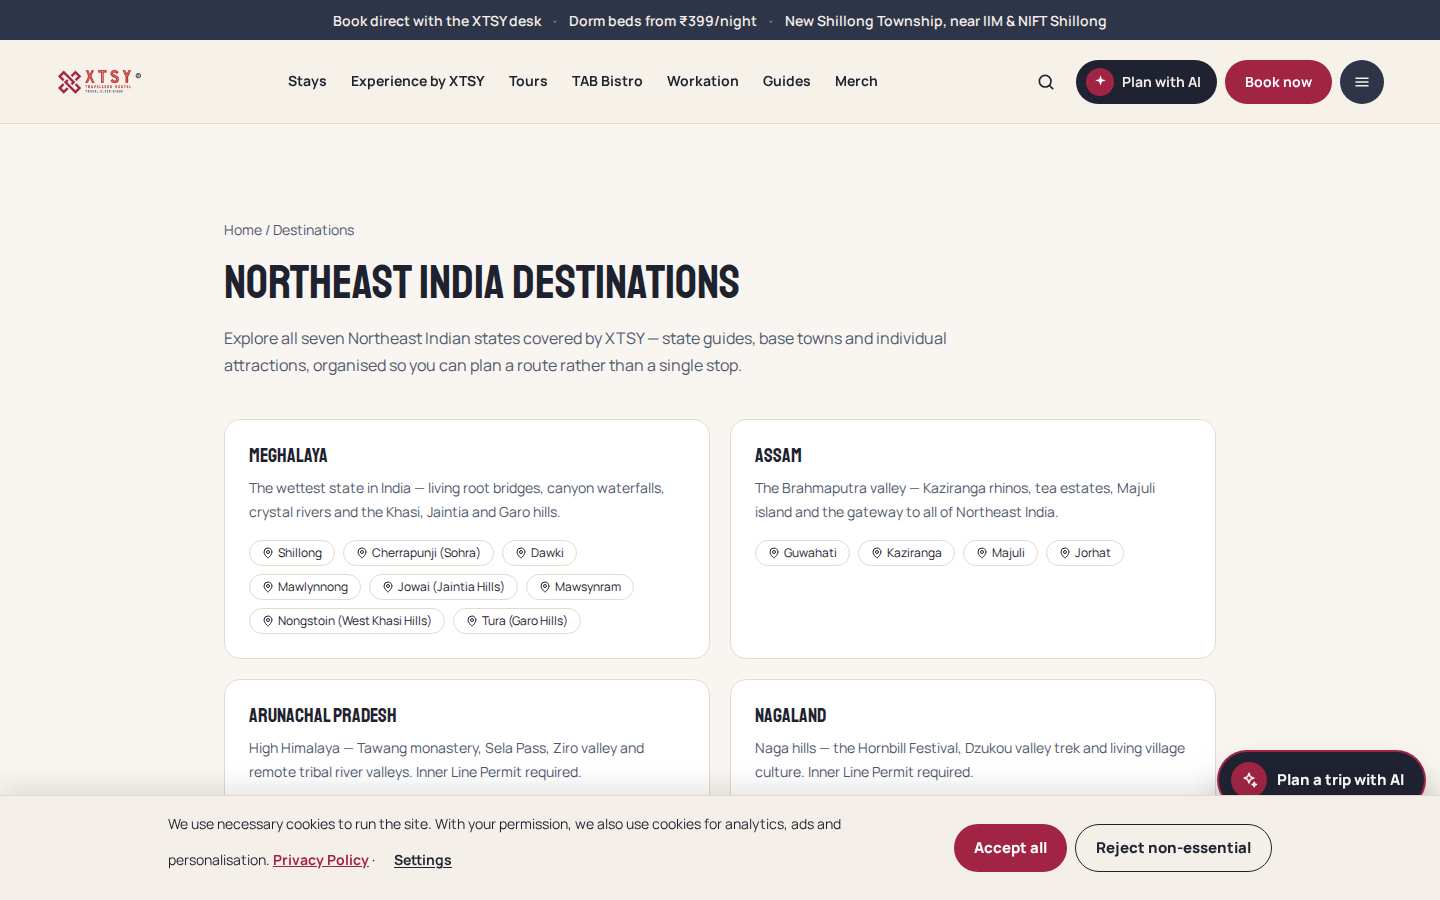 Book direct with the XTSY desk · Dorm beds from ₹399/night · New Shillong Township, near IIM & NIFT Shillong
XTSY®
Stays Experience by XTSY Tours TAB Bistro Workation Guides Merch Plan with AI Book now
Home / Destinations
NORTHEAST INDIA DESTINATIONS
Explore all seven Northeast Indian states covered by XTSY — state guides, base towns and individual
attractions, organised so you can plan a route rather than a single stop.
MEGHALAYA
The wettest state in India — living root bridges, canyon waterfalls,
crystal rivers and the Khasi, Jaintia and Garo hills.
Shillong Cherrapunji (Sohra) Dawki
Mawlynnong Jowai (Jaintia Hills) Mawsynram
Nongstoin (West Khasi Hills) Tura (Garo Hills)
ASSAM
The Brahmaputra valley — Kaziranga rhinos, tea estates, Majuli
island and the gateway to all of Northeast India.
Guwahati Kaziranga Majuli Jorhat
ARUNACHAL PRADESH
High Himalaya — Tawang monastery, Sela Pass, Ziro valley and
remote tribal river valleys. Inner Line Permit required.
NAGALAND
Naga hills — the Hornbill Festival, Dzukou valley trek and living village
culture. Inner Line Permit required.
Plan a trip with AI
We use necessary cookies to run the site. With your permission, we also use cookies for analytics, ads and
personalisation. Privacy Policy · Settings
Accept all Reject non-essential